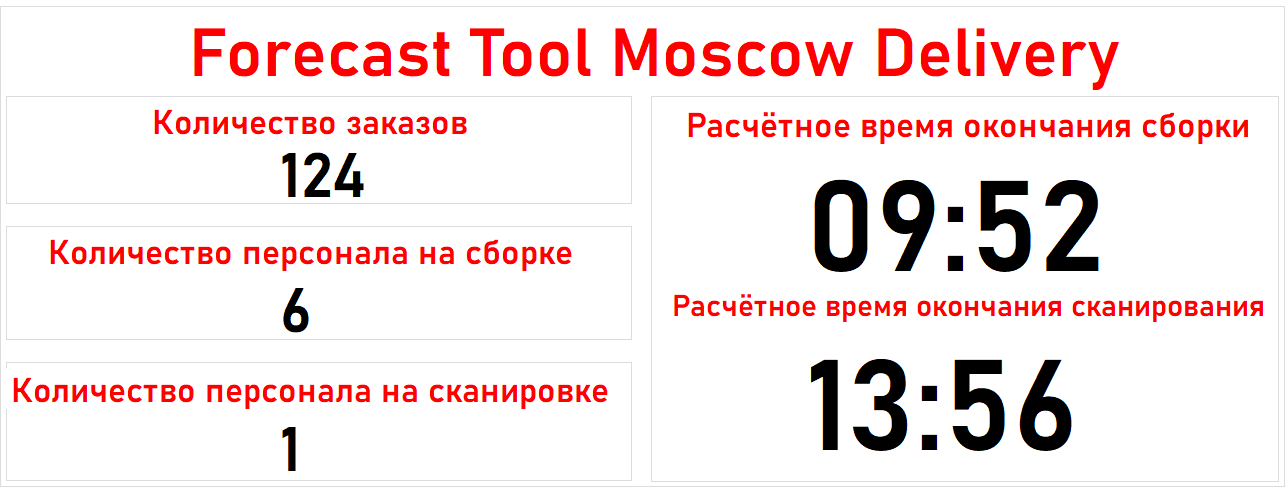 Forecast Tool Moscow Delivery
Количество заказов
124
Количество персонала на сборке
6
Количество персонала на сканировке
1
Расчётное время окончания сборки
09:52
Расчётное время окончания сканирования
13:56